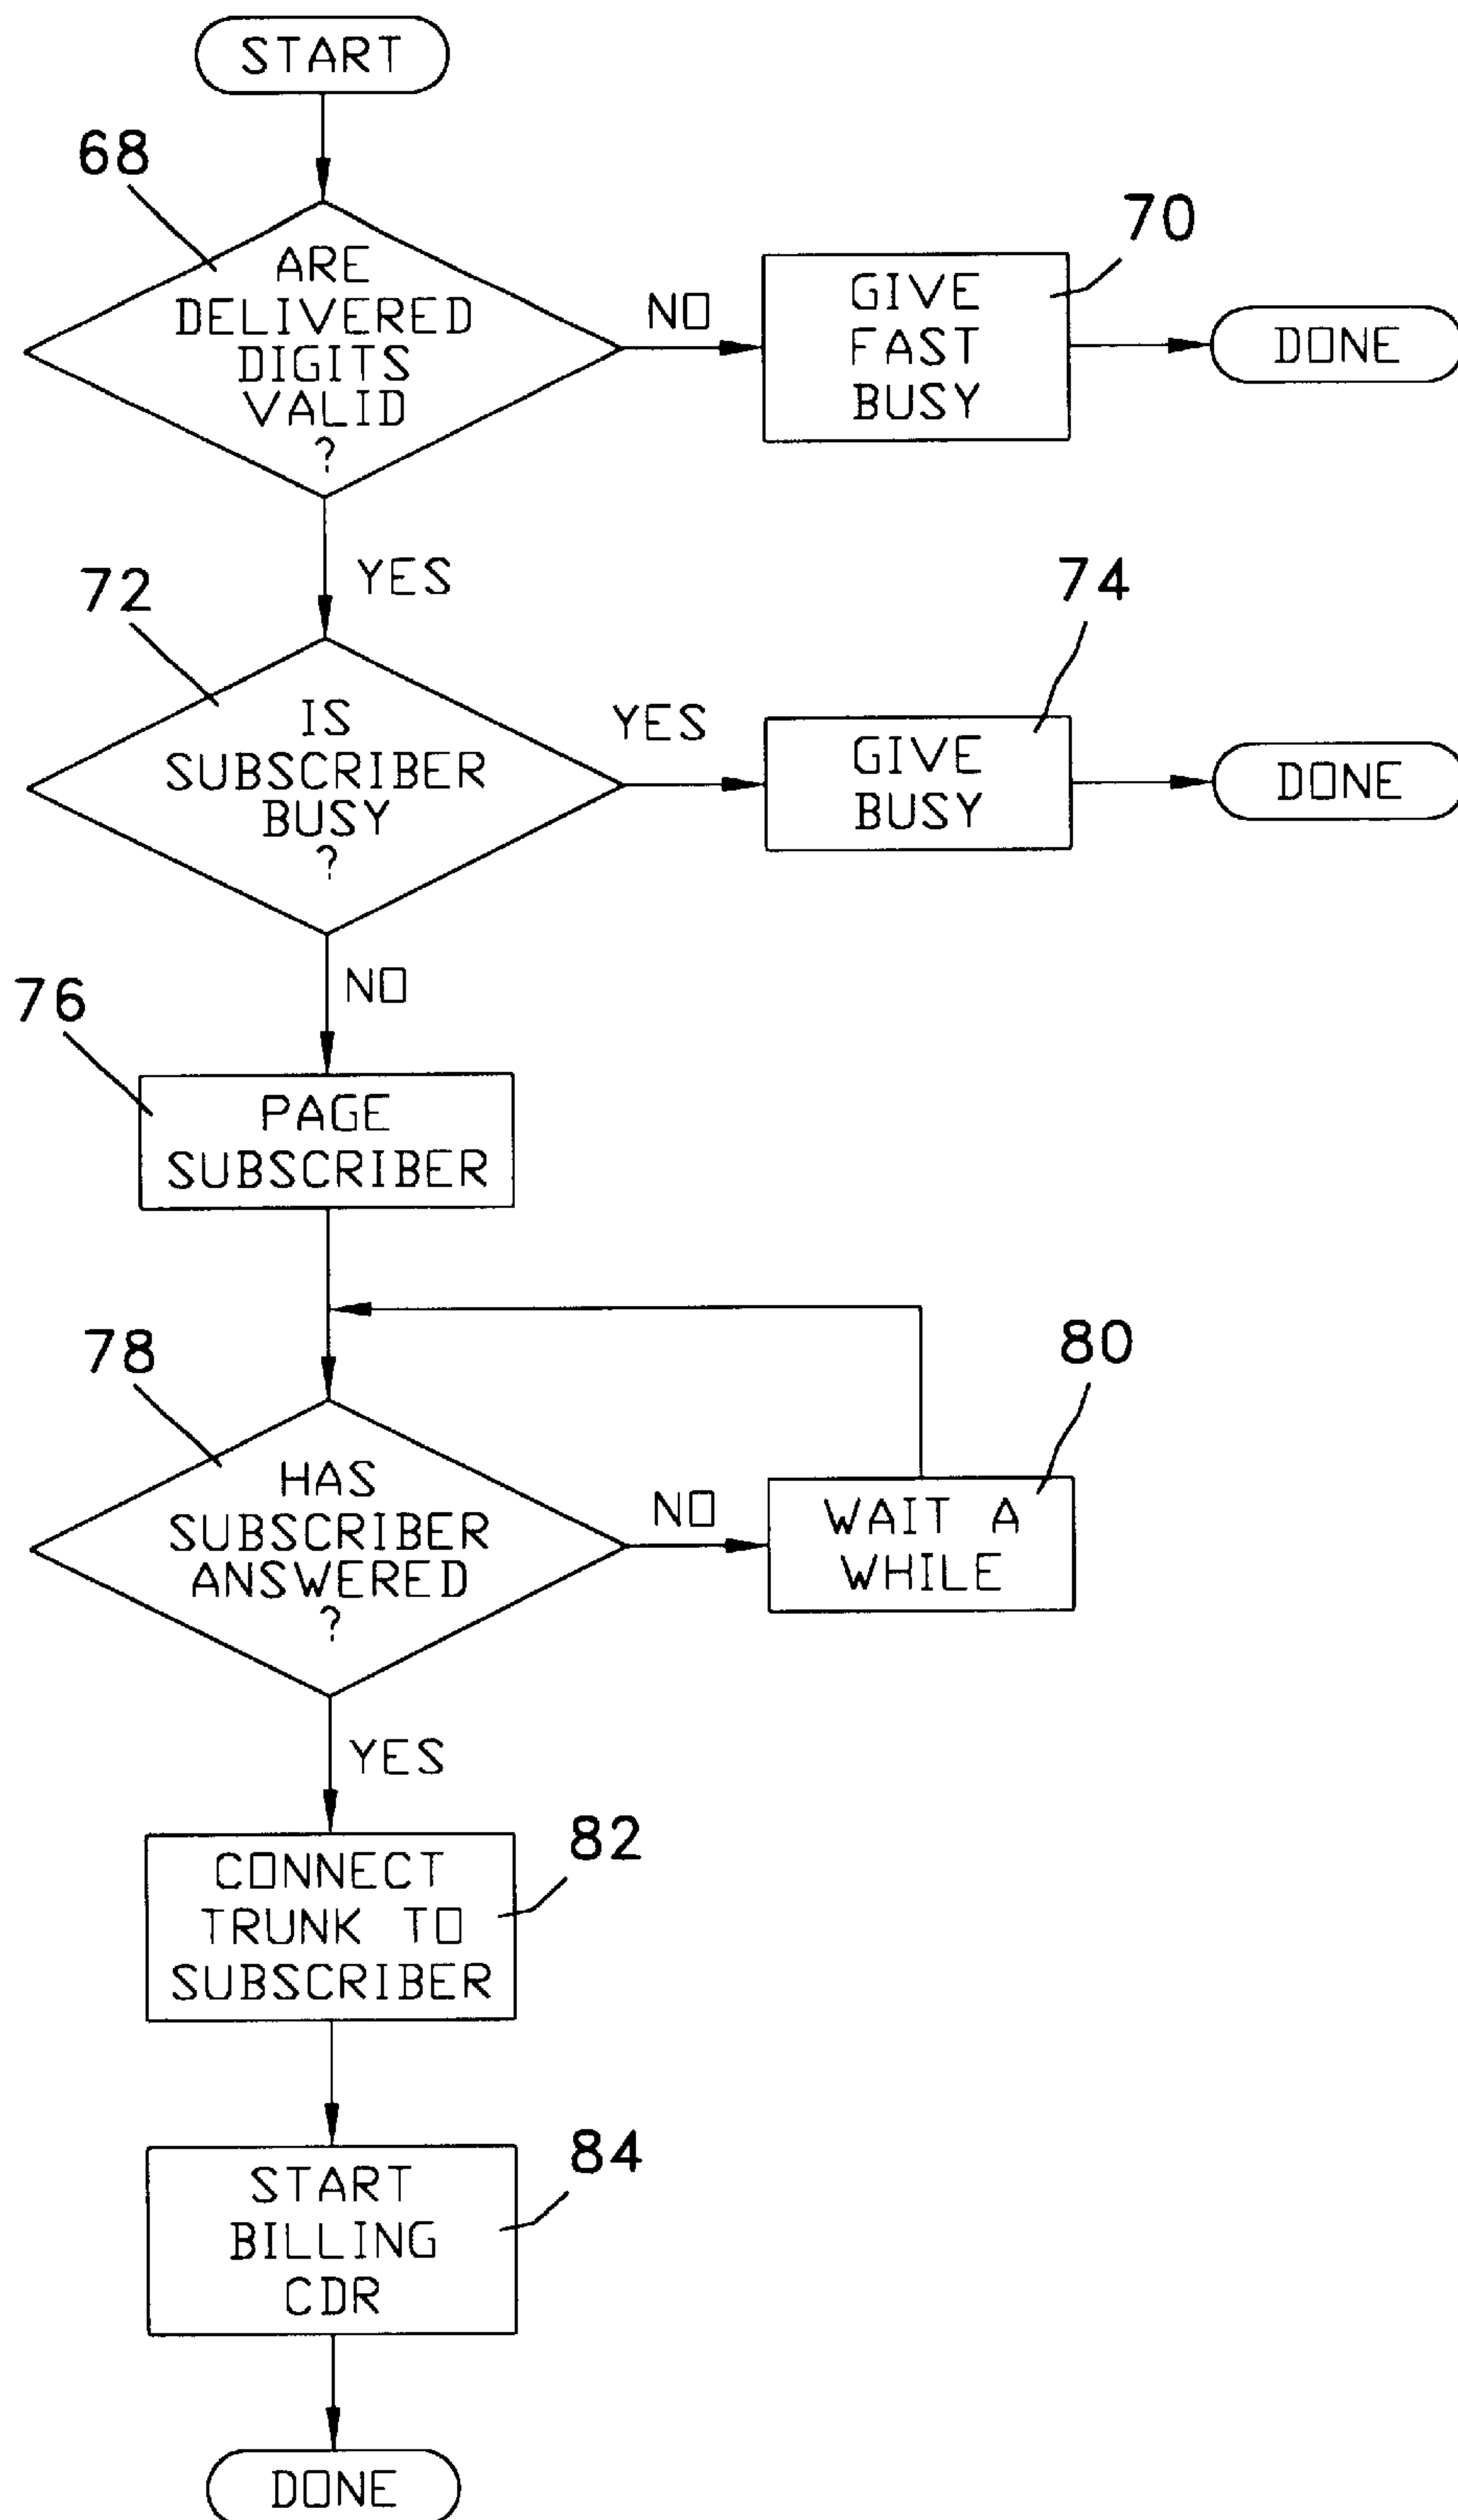 START
68
ARE
DELIVERED
DIGITS
VALID
?
NO
70
GIVE
FAST
BUSY
DONE
YES
72
IS
SUBSCRIBER
BUSY
?
YES
74
GIVE
BUSY
DONE
NO
76
PAGE
SUBSCRIBER
78
HAS
SUBSCRIBER
ANSWERED
?
NO
80
WAIT A
WHILE
YES
82
CONNECT
TRUNK TO
SUBSCRIBER
84
START
BILLING
CDR
DONE